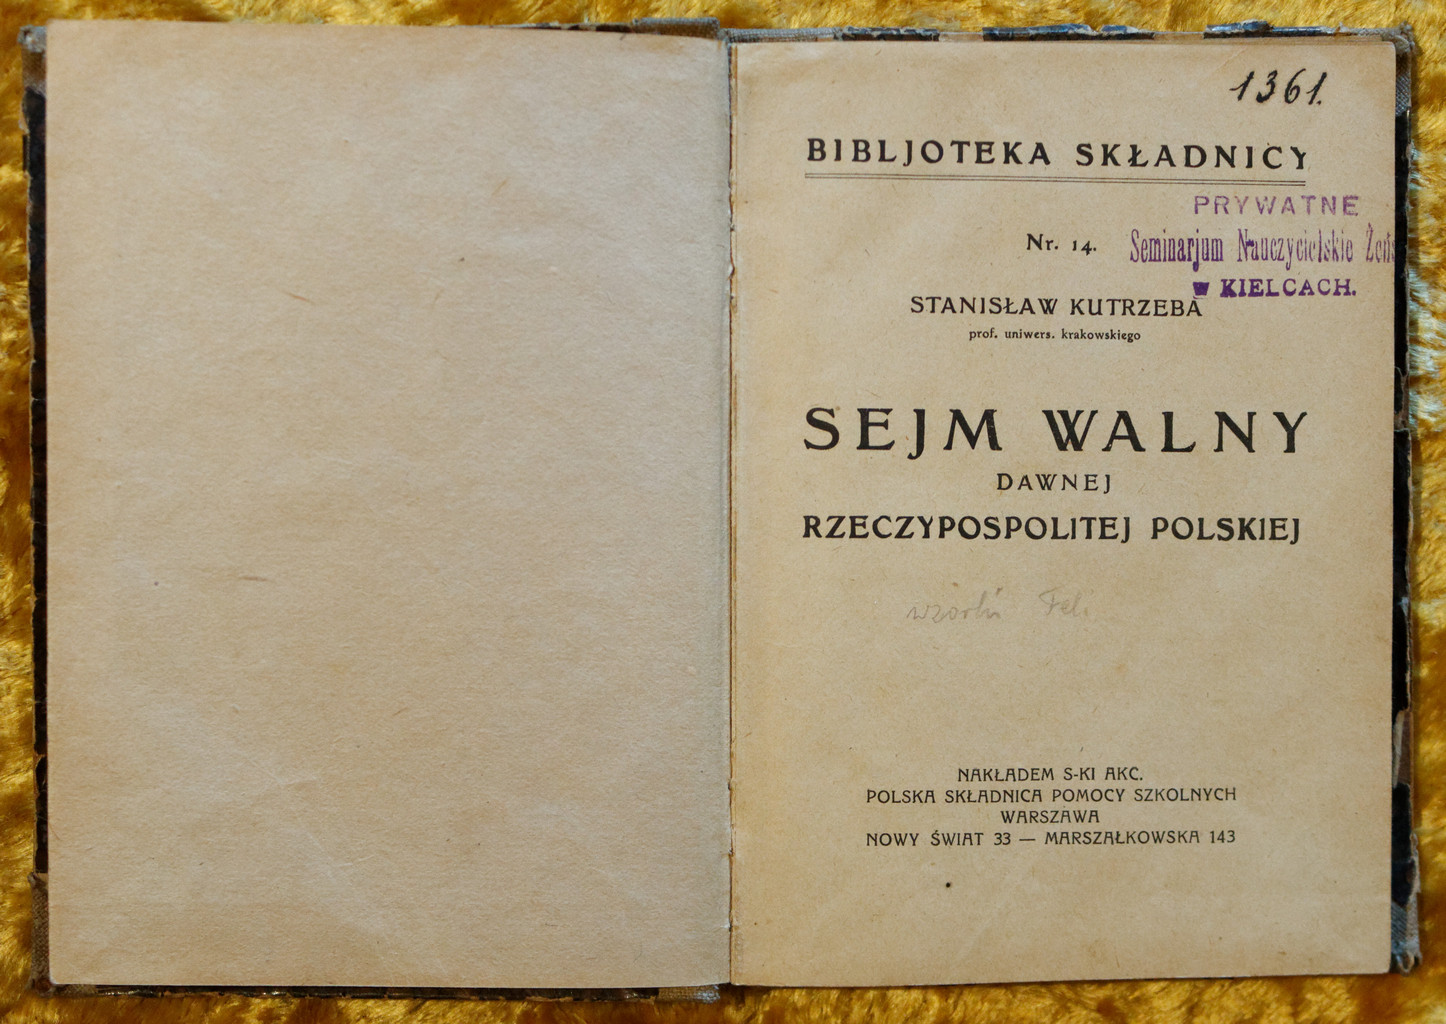 1361.
BIBLJOTEKA SKŁADNICY
PRYWATNE
Nr. 14.
Seminarjum Nauczycielskie Żeńs
w KIELCACH.
STANISŁAW KUTRZEBA
prof. uniwers. krakowskiego
SEJM WALNY
DAWNEJ
RZECZYPOSPOLITEJ POLSKIEJ
NAKŁADEM S-KI AKC.
POLSKA SKŁADNICA POMOCY SZKOLNYCH
WARSZAWA
NOWY ŚWIAT 33 — MARSZAŁKOWSKA 143